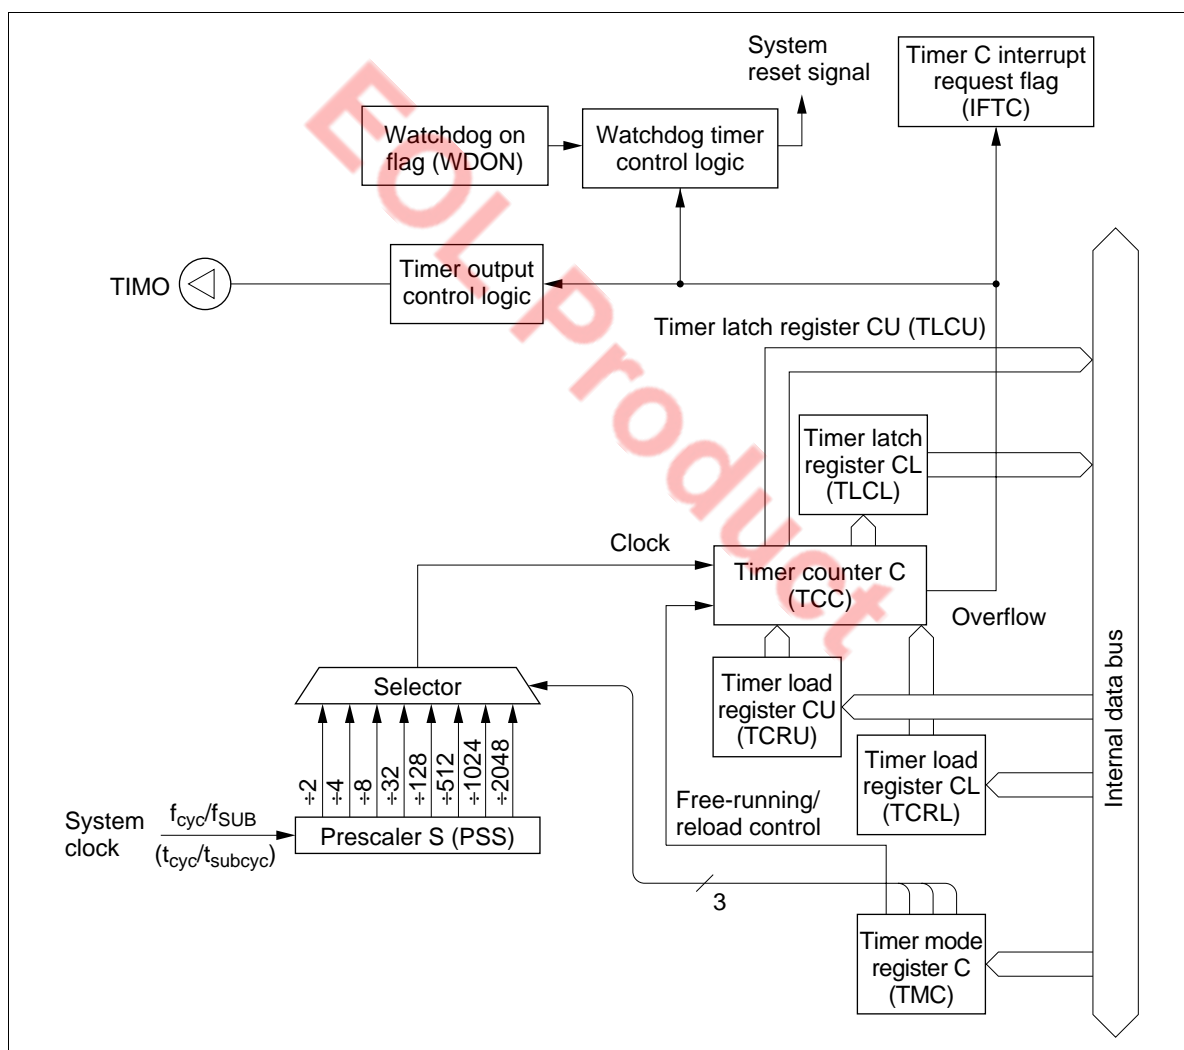 System
reset signal
Timer C interrupt
request flag
(IFTC)
Watchdog on
flag (WDON)
Watchdog timer
control logic
TIMO
Timer output
control logic
Timer latch register CU (TLCU)
Timer latch
register CL
(TLCL)
Clock
Timer counter C
(TCC)
Overflow
Selector
Timer load
register CU
(TCRU)
÷2
÷4
÷8
÷32
÷128
÷512
÷1024
÷2048
Timer load
register CL
(TCRL)
Free-running/
reload control
System
clock
fcyc/fSUB
(tcyc/tsubcyc)
Prescaler S (PSS)
3
Timer mode
register C
(TMC)
Internal data bus
EOL Product